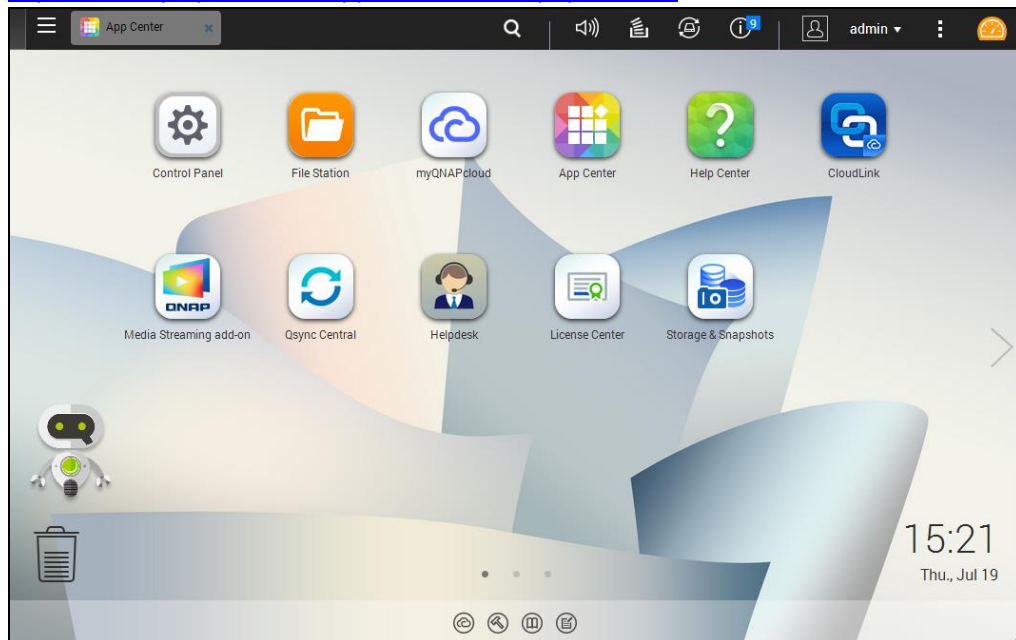 App Center
9
admin
Control Panel
File Station
myQNAPcloud
App Center
Help Center
CloudLink
QNAP
Media Streaming add-on
Qsync Central
Helpdesk
License Center
Storage & Snapshots
15:21
Thu., Jul 19